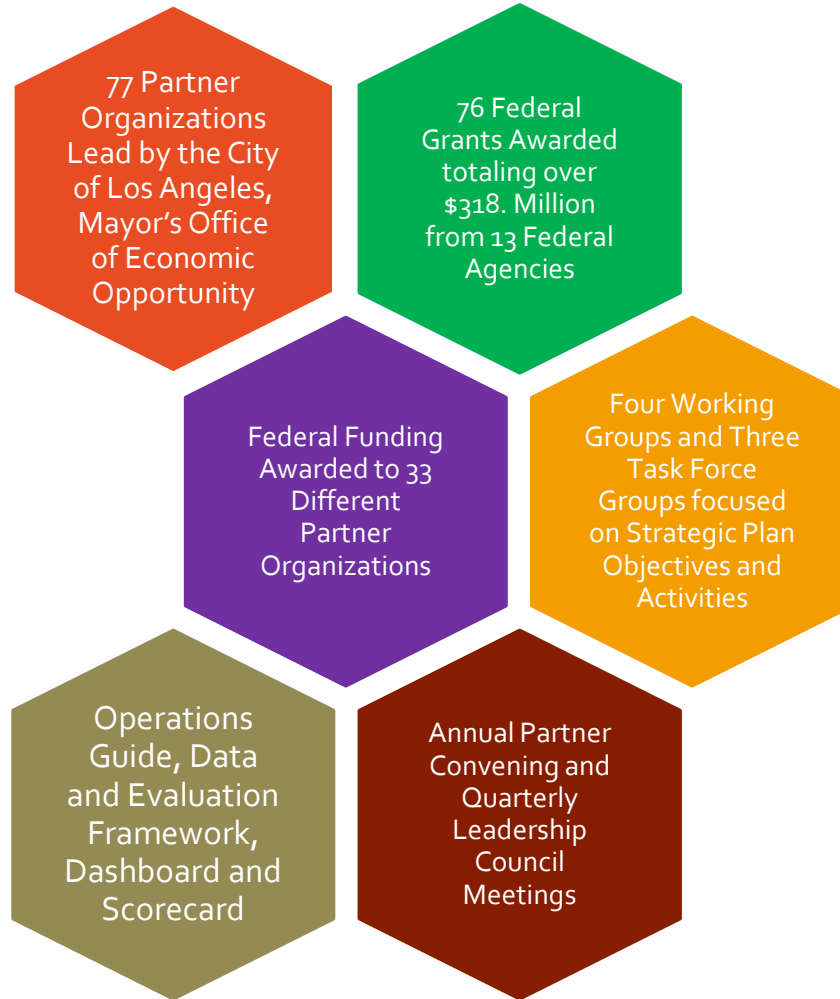 77 Partner
Organizations
Lead by the City
of Los Angeles,
Mayor’s Office
of Economic
Opportunity
76 Federal
Grants Awarded
totaling over
$318. Million
from 13 Federal
Agencies
Federal Funding
Awarded to 33
Different
Partner
Organizations
Four Working
Groups and Three
Task Force
Groups focused
on Strategic Plan
Objectives and
Activities
Operations
Guide, Data
and Evaluation
Framework,
Dashboard and
Scorecard
Annual Partner
Convening and
Quarterly
Leadership
Council
Meetings